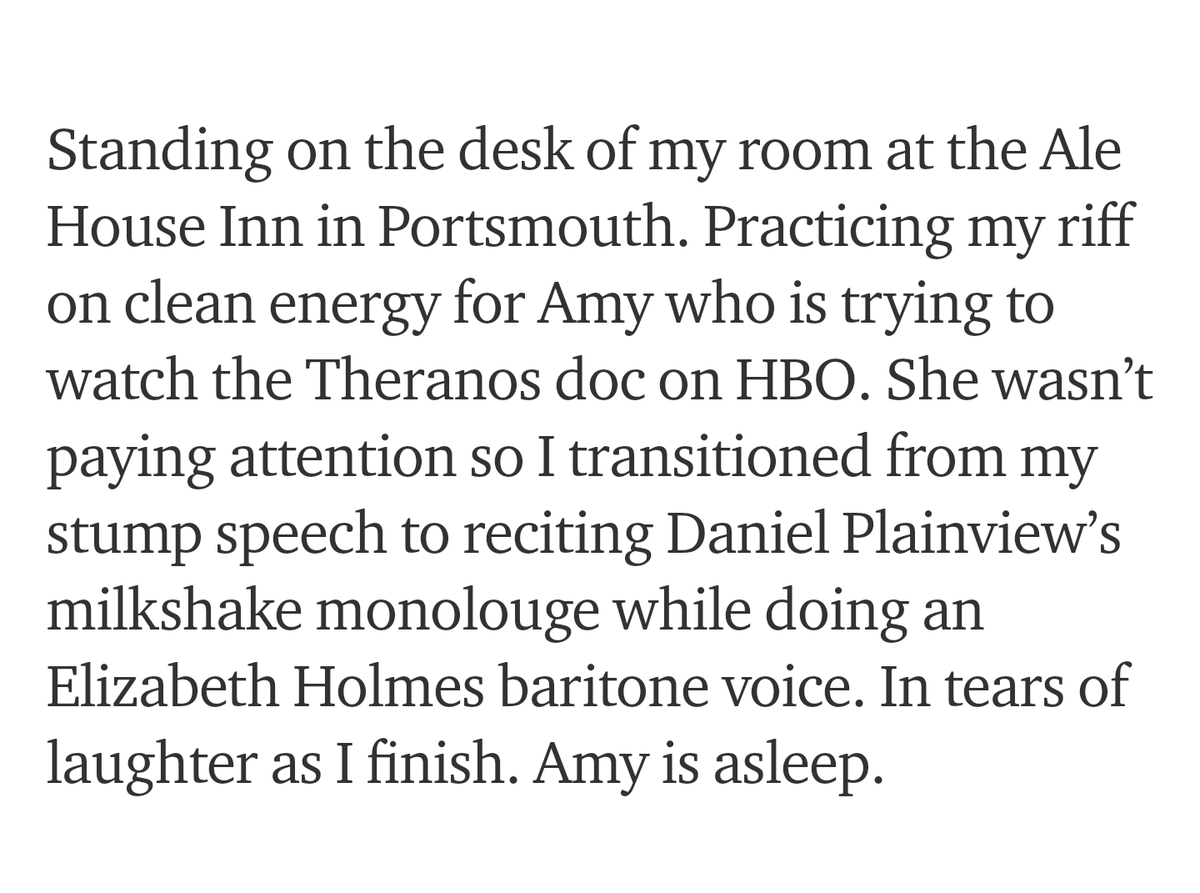 Standing on the desk of my room at the Ale
House Inn in Portsmouth. Practicing my riff
on clean energy for Amy who is trying to
watch the Theranos doc on HBO. She wasn’t
paying attention so I transitioned from my
stump speech to reciting Daniel Plainview’s
milkshake monolouge while doing an
Elizabeth Holmes baritone voice. In tears of
laughter as I finish. Amy is asleep.